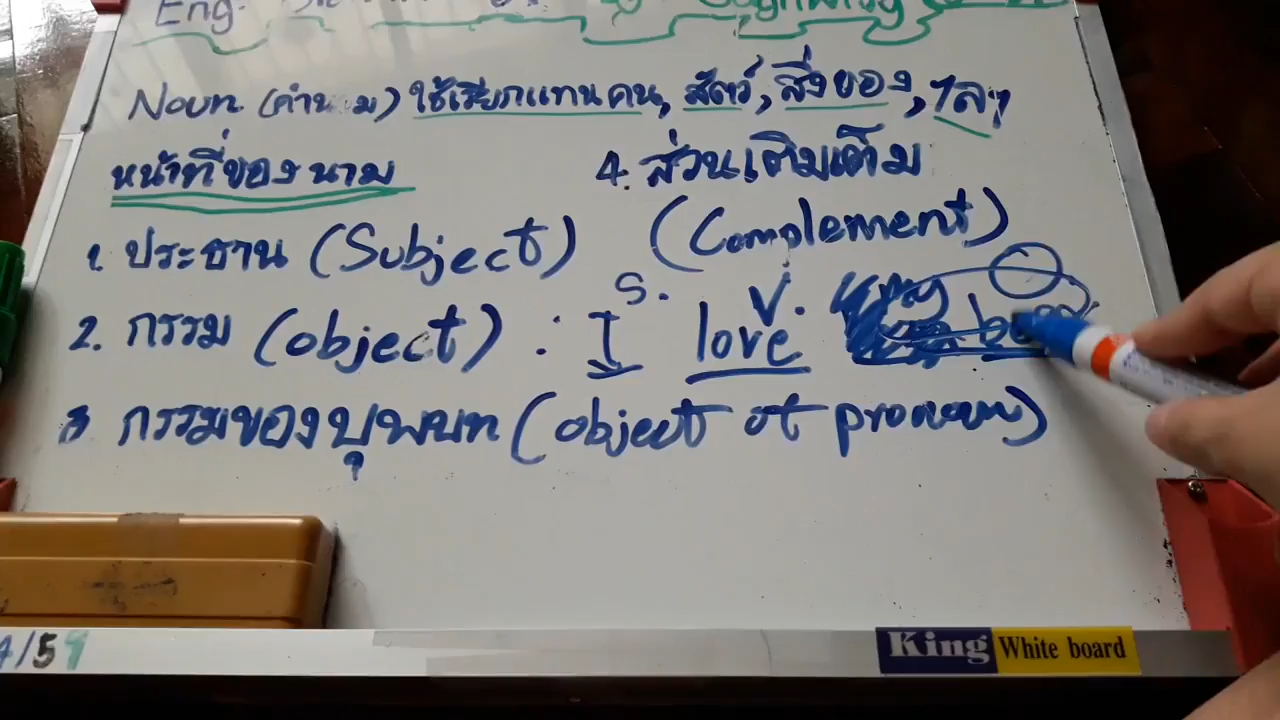 Eng.
Noun (คำนาม) ใช้เรียกแทนคน, สัตว์, สิ่งของ, ฯลฯ
หน้าที่ของนาม
1. ประธาน (Subject)
2. กรรม (object) : I love
S. V.
3 กรรมของบุพบท (object of pronoun)
4. ส่วนเติมเต็ม
(Complement)
4/59
King White board